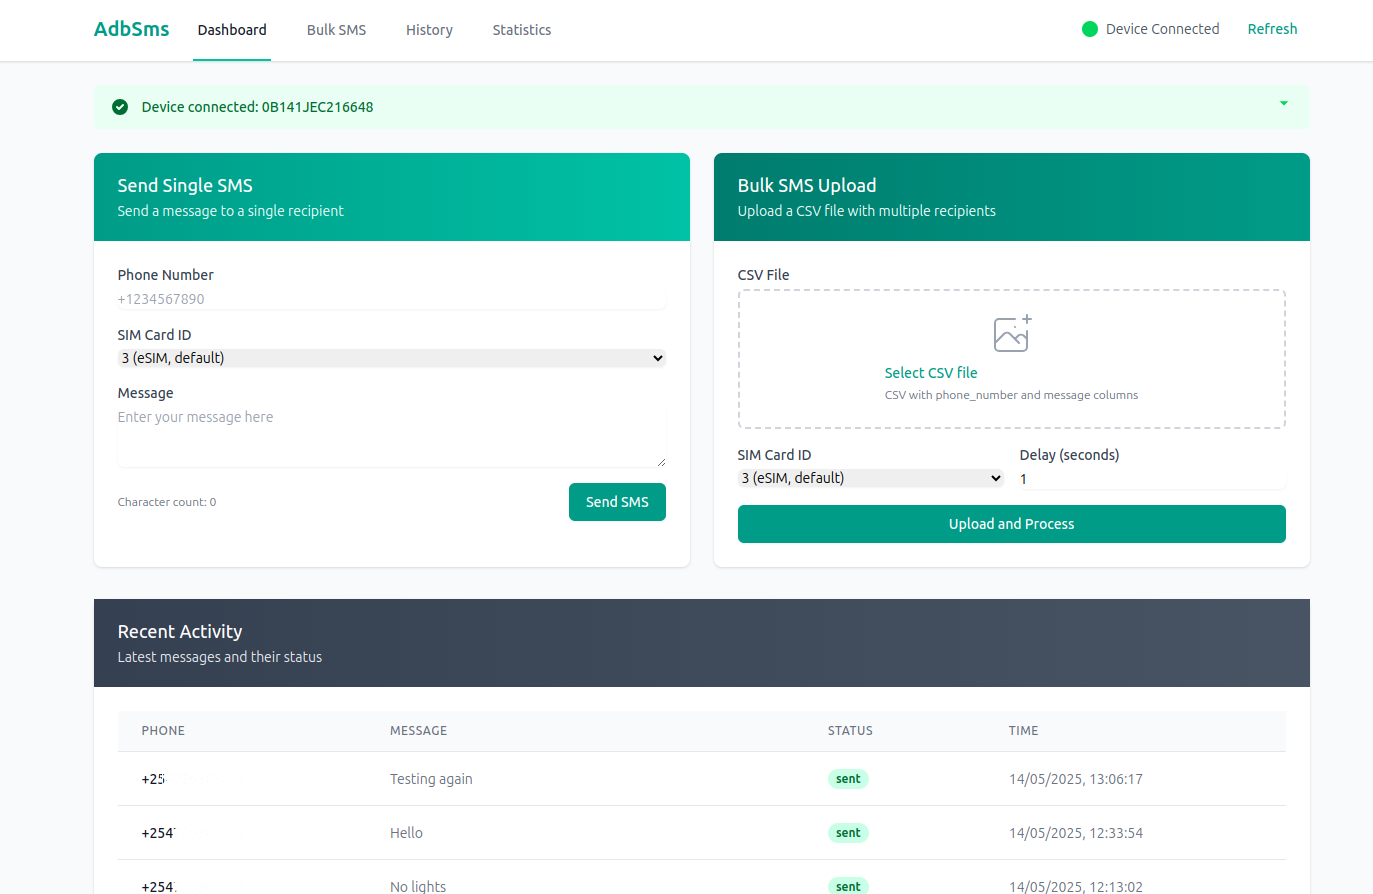 AdbSms Dashboard Bulk SMS History Statistics Device Connected Refresh
Device connected: 0B141JEC216648
Send Single SMS
Send a message to a single recipient
Phone Number
+1234567890
SIM Card ID
3 (eSIM, default)
Message
Enter your message here
Character count: 0 Send SMS
Bulk SMS Upload
Upload a CSV file with multiple recipients
CSV File
Select CSV file
CSV with phone_number and message columns
SIM Card ID Delay (seconds)
3 (eSIM, default) 1
Upload and Process
Recent Activity
Latest messages and their status
PHONE MESSAGE STATUS TIME
+25 Testing again sent 14/05/2025, 13:06:17
+254 Hello sent 14/05/2025, 12:33:54
+254 No lights sent 14/05/2025, 12:13:02